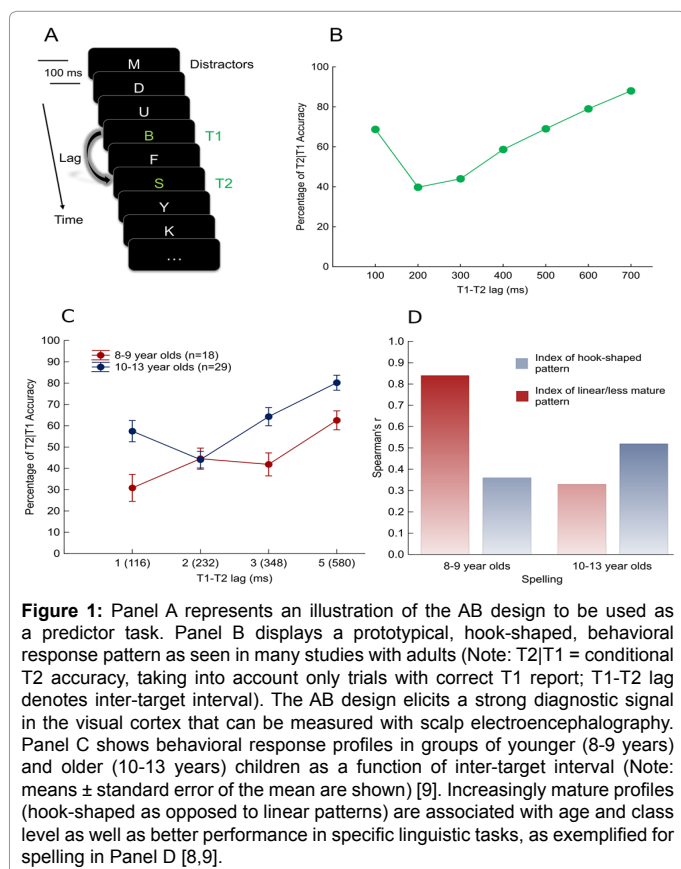 A
100 ms
M
Distractors
D
U
B
T1
Lag
F
S
T2
Y
Time
K
...
B
Percentage of T2|T1 Accuracy
100
80
60
40
20
0
100 200 300 400 500 600 700
T1-T2 lag (ms)
C
8-9 year olds (n=18)
10-13 year olds (n=29)
Percentage of T2|T1 Accuracy
100
90
80
70
60
50
40
30
20
10
0
1 (116) 2 (232) 3 (348) 5 (580)
T1-T2 lag (ms)
D
Index of hook-shaped
pattern
Index of linear/less mature
pattern
Spearman's r
1.0
0.9
0.8
0.7
0.6
0.5
0.4
0.3
0.2
0.1
0.0
8-9 year olds 10-13 year olds
Spelling
Figure 1: Panel A represents an illustration of the AB design to be used as
a predictor task. Panel B displays a prototypical, hook-shaped, behavioral
response pattern as seen in many studies with adults (Note: T2|T1 = conditional
T2 accuracy, taking into account only trials with correct T1 report; T1-T2 lag
denotes inter-target interval). The AB design elicits a strong diagnostic signal
in the visual cortex that can be measured with scalp electroencephalography.
Panel C shows behavioral response profiles in groups of younger (8-9 years)
and older (10-13 years) children as a function of inter-target interval (Note:
means ± standard error of the mean are shown) [9]. Increasingly mature profiles
(hook-shaped as opposed to linear patterns) are associated with age and class
level as well as better performance in specific linguistic tasks, as exemplified for
spelling in Panel D [8,9].